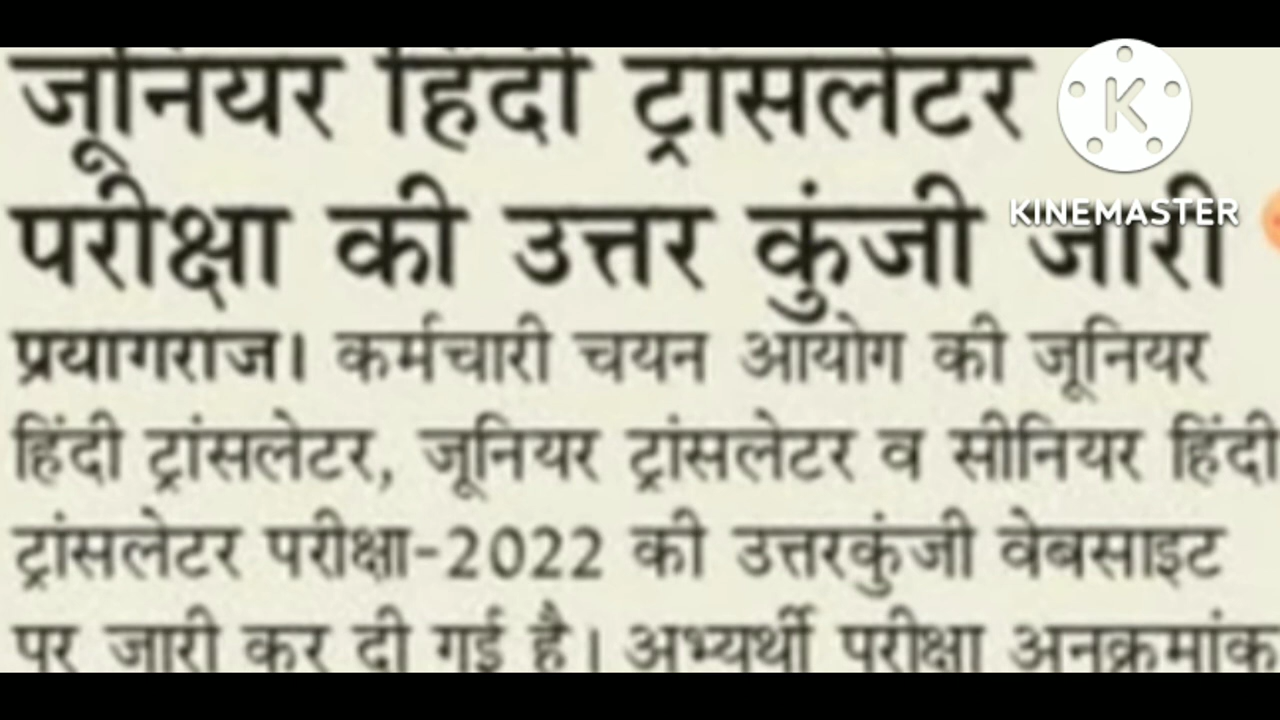 जूनियर हिंदी ट्रांसलेटर
परीक्षा की उत्तर कुंजी जारी
KINEMASTER
प्रयागराज। कर्मचारी चयन आयोग की जूनियर
हिंदी ट्रांसलेटर, जूनियर ट्रांसलेटर व सीनियर हिंदी
ट्रांसलेटर परीक्षा-2022 की उत्तरकुंजी वेबसाइट
पर जारी कर दी गई है। अभ्यर्थी परीक्षा अनुक्रमांक